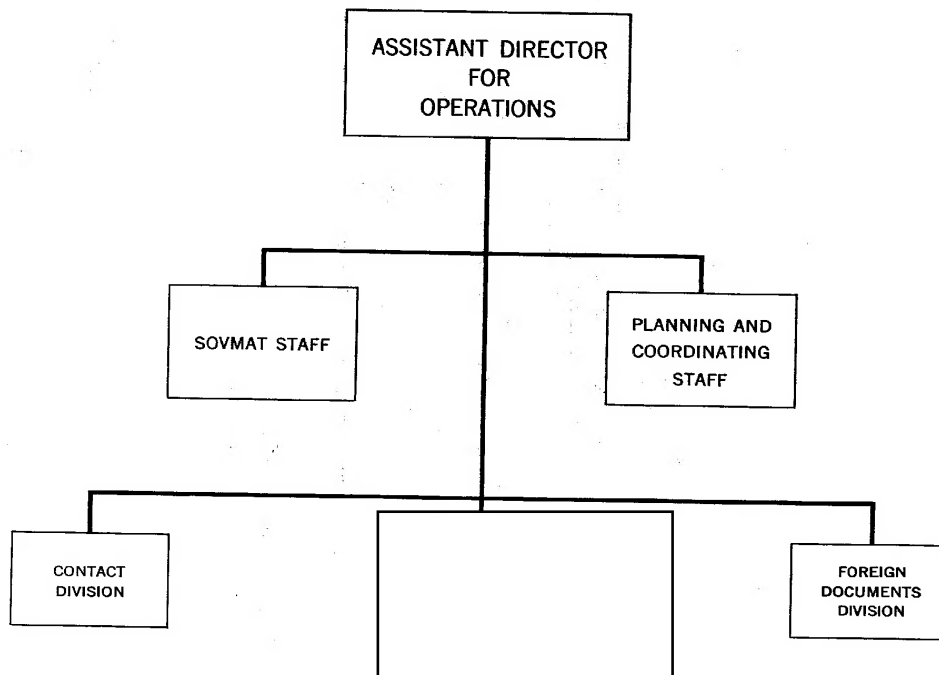 ASSISTANT DIRECTOR
FOR
OPERATIONS
SOVMAT STAFF
PLANNING AND
COORDINATING
STAFF
CONTACT
DIVISION
FOREIGN
DOCUMENTS
DIVISION